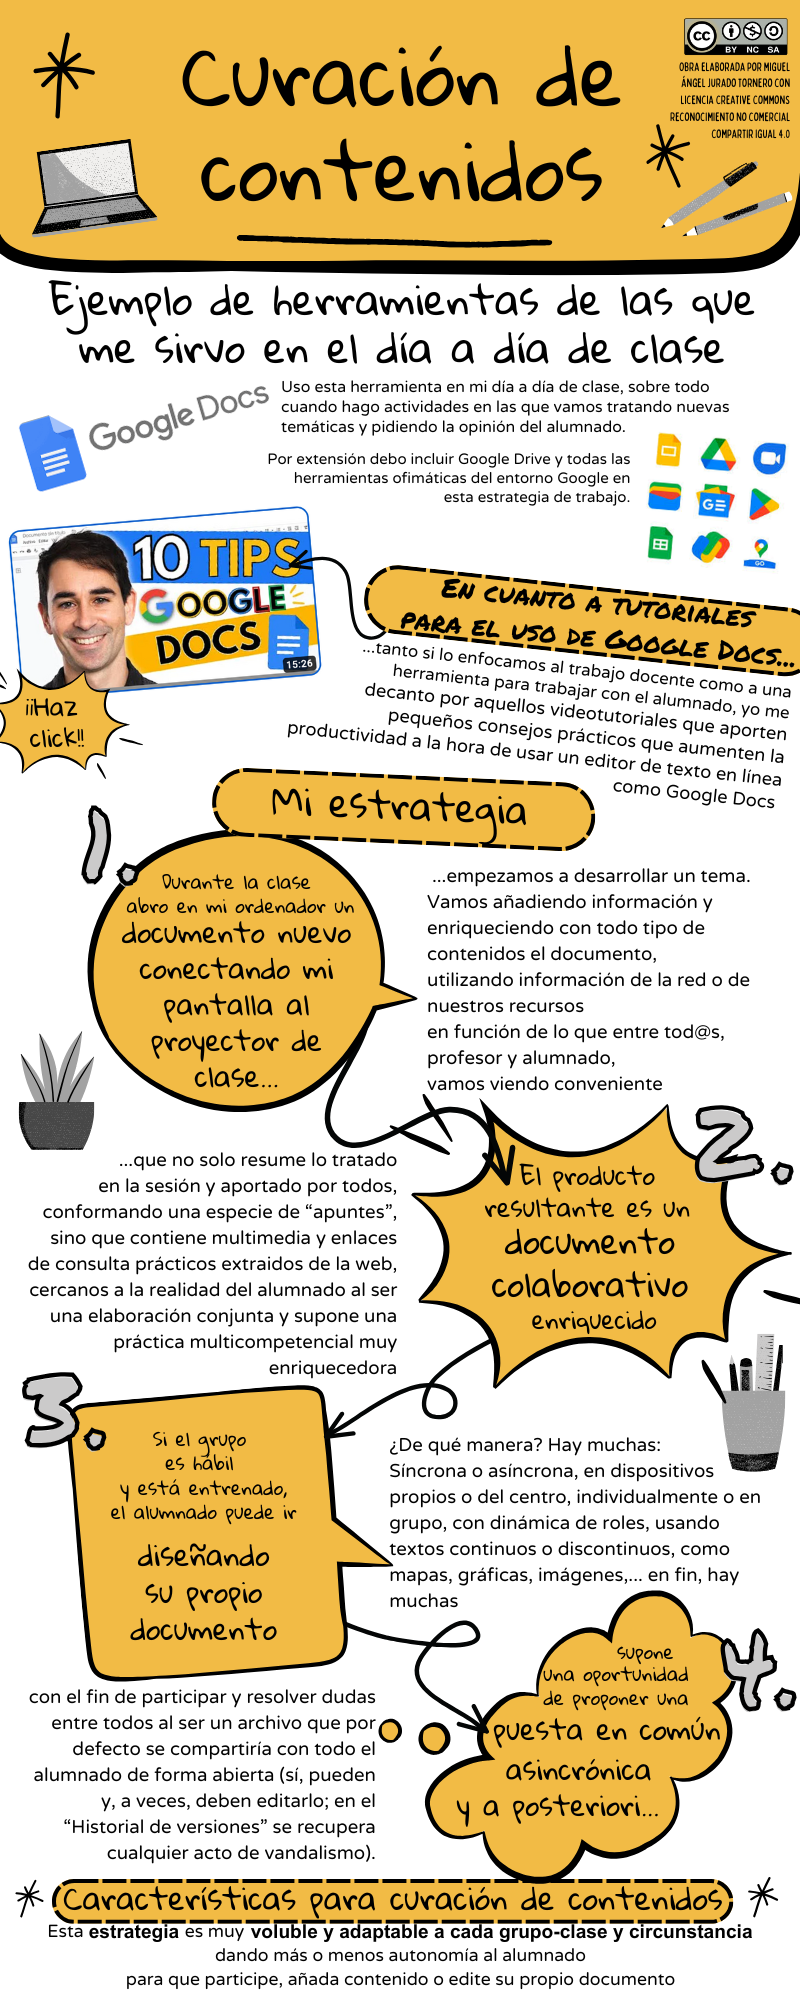 Curación de
contenidos
CC BY NC SA
OBRA ELABORADA POR MIGUEL
ÁNGEL JURADO TORNERO CON
LICENCIA CREATIVE COMMONS
RECONOCIMIENTO NO COMERCIAL
COMPARTIR IGUAL 4.0
Ejemplo de herramientas de las que
me sirvo en el día a día de clase
Google Docs
Uso esta herramienta en mi día a día de clase, sobre todo
cuando hago actividades en las que vamos tratando nuevas
temáticas y pidiendo la opinión del alumnado.
Por extensión debo incluir Google Drive y todas las
herramientas ofimáticas del entorno Google en
esta estrategia de trabajo.
GE
GO
10 TIPS
GOOGLE
DOCS
15:26
¡¡Haz
click!!
En cuanto a tutoriales
para el uso de Google Docs...
...tanto si lo enfocamos al trabajo docente como a una
herramienta para trabajar con el alumnado, yo me
decanto por aquellos videotutoriales que aporten
pequeños consejos prácticos que aumenten la
productividad a la hora de usar un editor de texto en línea
como Google Docs
Mi estrategia
1.
Durante la clase
abro en mi ordenador un
documento nuevo
conectando mi
pantalla al
proyector de
clase...
...empezamos a desarrollar un tema.
Vamos añadiendo información y
enriqueciendo con todo tipo de
contenidos el documento,
utilizando información de la red o de
nuestros recursos
en función de lo que entre tod@s,
profesor y alumnado,
vamos viendo conveniente
2.
El producto
resultante es un
documento
colaborativo
enriquecido
...que no solo resume lo tratado
en la sesión y aportado por todos,
conformando una especie de “apuntes”,
sino que contiene multimedia y enlaces
de consulta prácticos extraidos de la web,
cercanos a la realidad del alumnado al ser
una elaboración conjunta y supone una
práctica multicompetencial muy
enriquecedora
3.
Si el grupo
es hábil
y está entrenado,
el alumnado puede ir
diseñando
su propio
documento
¿De qué manera? Hay muchas:
Síncrona o asíncrona, en dispositivos
propios o del centro, individualmente o en
grupo, con dinámica de roles, usando
textos continuos o discontinuos, como
mapas, gráficas, imágenes,... en fin, hay
muchas
4.
supone
una oportunidad
de proponer una
puesta en común
asincrónica
y a posteriori...
con el fin de participar y resolver dudas
entre todos al ser un archivo que por
defecto se compartiría con todo el
alumnado de forma abierta (sí, pueden
y, a veces, deben editarlo; en el
“Historial de versiones” se recupera
cualquier acto de vandalismo).
Características para curación de contenidos
Esta estrategia es muy voluble y adaptable a cada grupo-clase y circunstancia
dando más o menos autonomía al alumnado
para que participe, añada contenido o edite su propio documento